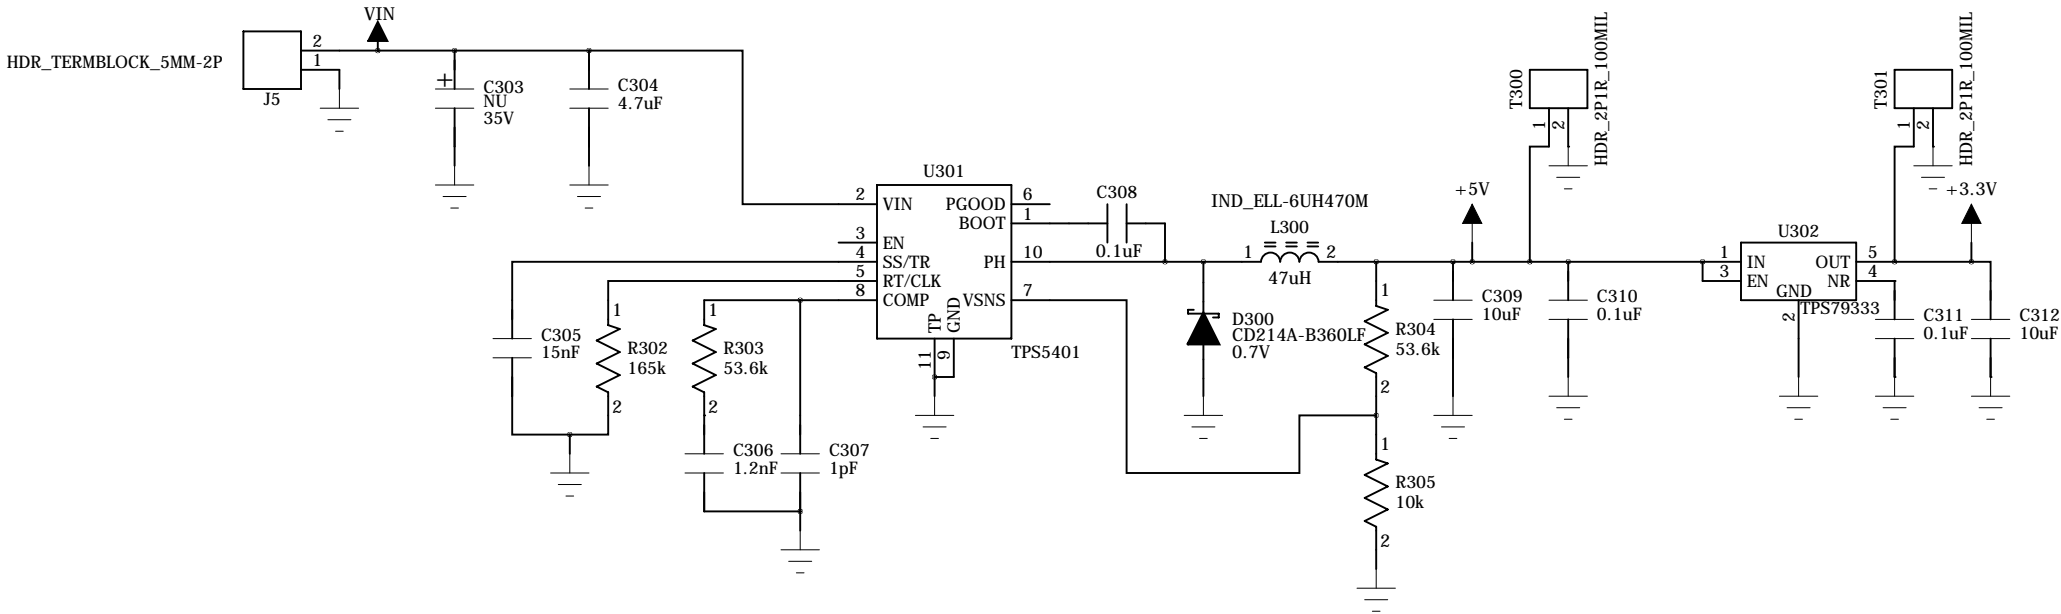 VIN
HDR_TERMBLOCK_5MM-2P
2
1
J5
+
C303
NU
35V
C304
4.7uF
U301
2
VIN
3
EN
4
SS/TR
5
RT/CLK
8
COMP
PGOOD
6
BOOT
1
PH
10
VSNS
7
TP
GND
11
9
TPS5401
C305
15nF
1
R302
165k
2
1
R303
53.6k
2
C306
1.2nF
C307
1pF
C308
0.1uF
IND_ELL-6UH470M
L300
1
2
47uH
D300
CD214A-B360LF
0.7V
1
R304
53.6k
2
1
R305
10k
2
+5V
C309
10uF
C310
0.1uF
T300
1
2
HDR_2P1R_100MIL
U302
1
IN
3
EN
OUT
5
NR
4
GND
TPS79333
2
T301
1
2
HDR_2P1R_100MIL
+3.3V
C311
0.1uF
C312
10uF